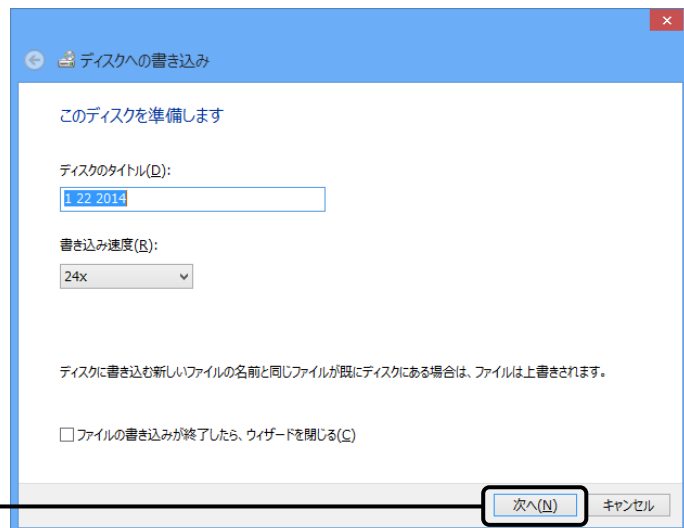 ディスクへの書き込み
このディスクを準備します
ディスクのタイトル(D):
1 22 2014
書き込み速度(R):
24x
ディスクに書き込む新しいファイルの名前と同じファイルが既にディスクにある場合は、ファイルは上書きされます。
ファイルの書き込みが終了したら、ウィザードを閉じる(C)
次へ(N) キャンセル